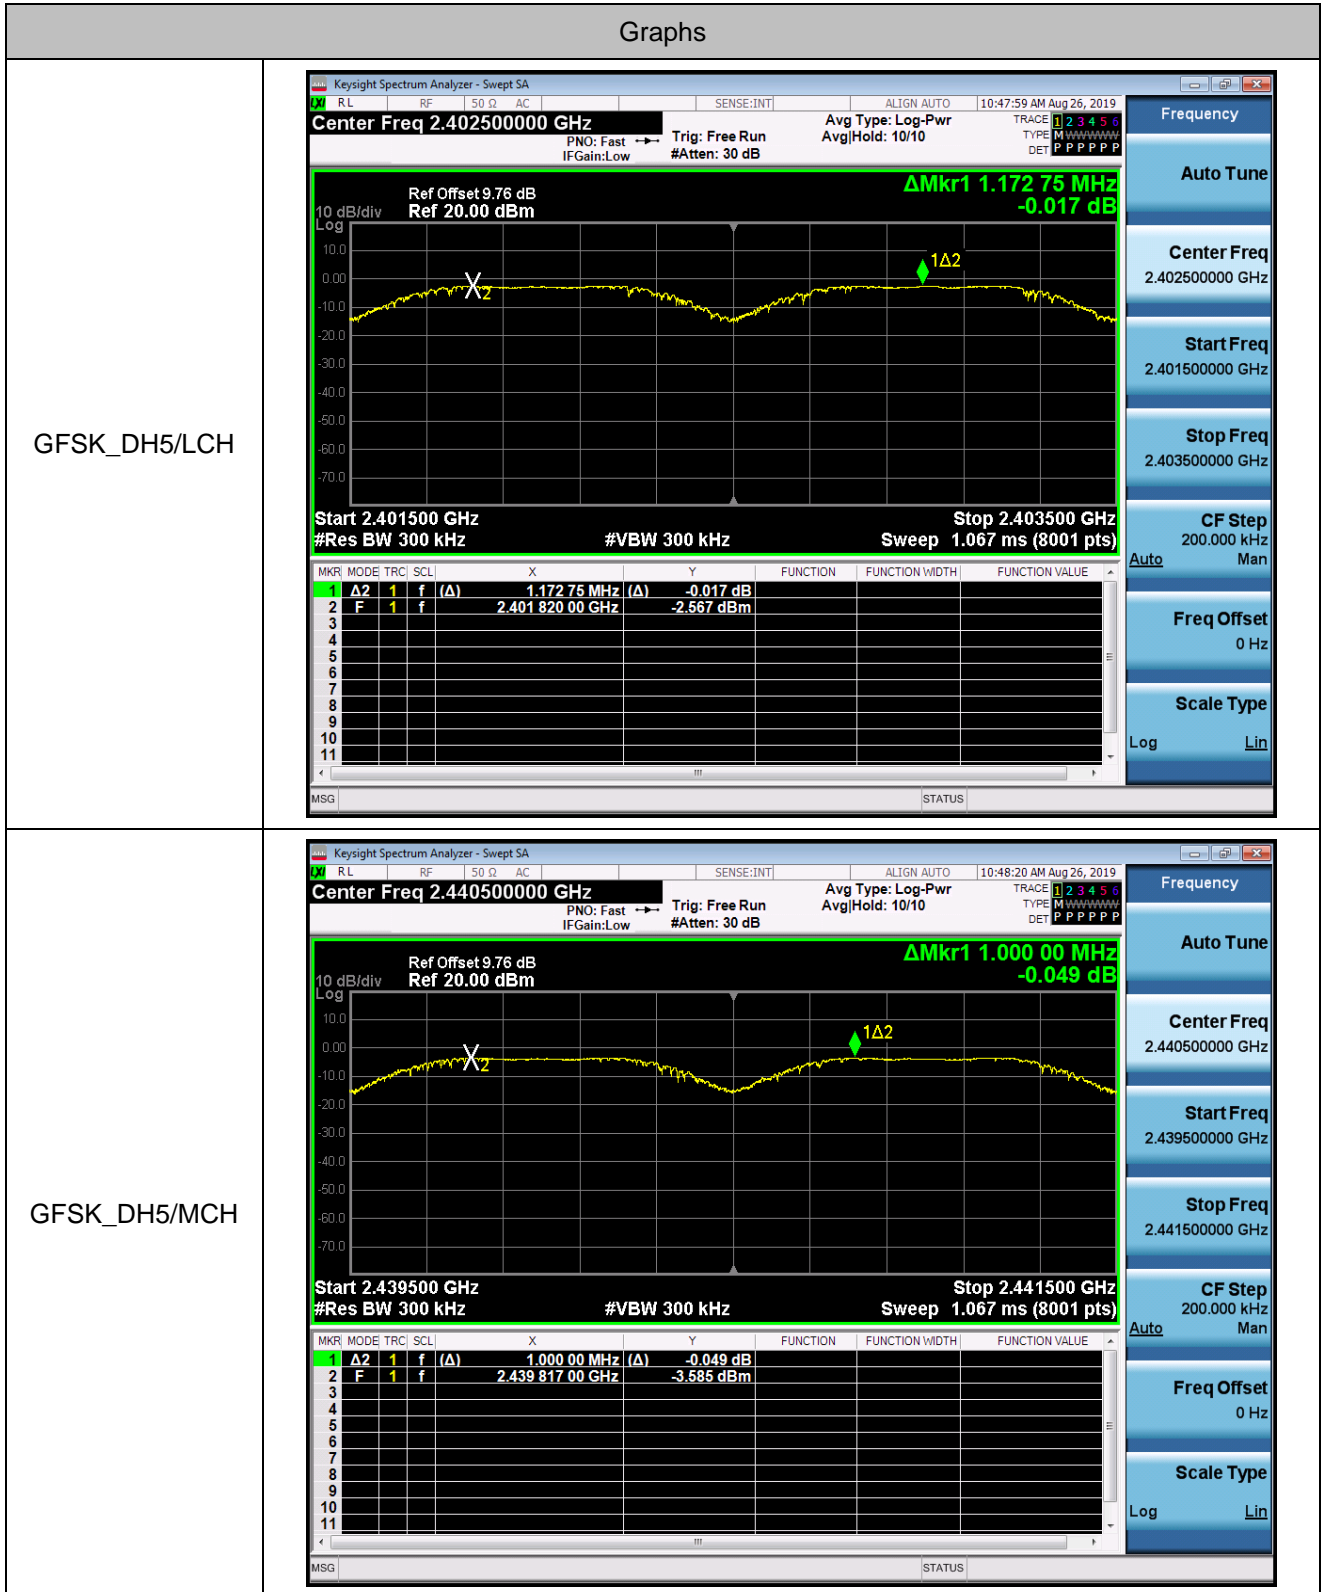 Graphs
GFSK_DH5/LCH
Keysight Spectrum Analyzer - Swept SA
LXI RL RF 50 Ω AC SENSE:INT ALIGN AUTO 10:47:59 AM Aug 26, 2019
Center Freq 2.402500000 GHz
PNO: Fast
IFGain:Low
Trig: Free Run
#Atten: 30 dB
Avg Type: Log-Pwr
Avg|Hold: 10/10
TRACE 1 2 3 4 5 6
TYPE M WWWWW
DET P P P P P P
ΔMkr1 1.172 75 MHz
-0.017 dB
Ref Offset 9.76 dB
10 dB/div Ref 20.00 dBm
Log
10.0
0.00
-10.0
-20.0
-30.0
-40.0
-50.0
-60.0
-70.0
1Δ2
X2
Start 2.401500 GHz Stop 2.403500 GHz
#Res BW 300 kHz #VBW 300 kHz Sweep 1.067 ms (8001 pts)
MKR MODE TRC SCL X Y FUNCTION FUNCTION WIDTH FUNCTION VALUE
1 Δ2 1 f (Δ) 1.172 75 MHz (Δ) -0.017 dB
2 F 1 f 2.401 820 00 GHz -2.567 dBm
3
4
5
6
7
8
9
10
11
MSG STATUS
Frequency
Auto Tune
Center Freq
2.402500000 GHz
Start Freq
2.401500000 GHz
Stop Freq
2.403500000 GHz
CF Step
200.000 kHz
Auto Man
Freq Offset
0 Hz
Scale Type
Log Lin
GFSK_DH5/MCH
Keysight Spectrum Analyzer - Swept SA
LXI RL RF 50 Ω AC SENSE:INT ALIGN AUTO 10:48:20 AM Aug 26, 2019
Center Freq 2.440500000 GHz
PNO: Fast
IFGain:Low
Trig: Free Run
#Atten: 30 dB
Avg Type: Log-Pwr
Avg|Hold: 10/10
TRACE 1 2 3 4 5 6
TYPE M WWWWW
DET P P P P P P
ΔMkr1 1.000 00 MHz
-0.049 dB
Ref Offset 9.76 dB
10 dB/div Ref 20.00 dBm
Log
10.0
0.00
-10.0
-20.0
-30.0
-40.0
-50.0
-60.0
-70.0
1Δ2
X2
Start 2.439500 GHz Stop 2.441500 GHz
#Res BW 300 kHz #VBW 300 kHz Sweep 1.067 ms (8001 pts)
MKR MODE TRC SCL X Y FUNCTION FUNCTION WIDTH FUNCTION VALUE
1 Δ2 1 f (Δ) 1.000 00 MHz (Δ) -0.049 dB
2 F 1 f 2.439 817 00 GHz -3.585 dBm
3
4
5
6
7
8
9
10
11
MSG STATUS
Frequency
Auto Tune
Center Freq
2.440500000 GHz
Start Freq
2.439500000 GHz
Stop Freq
2.441500000 GHz
CF Step
200.000 kHz
Auto Man
Freq Offset
0 Hz
Scale Type
Log Lin